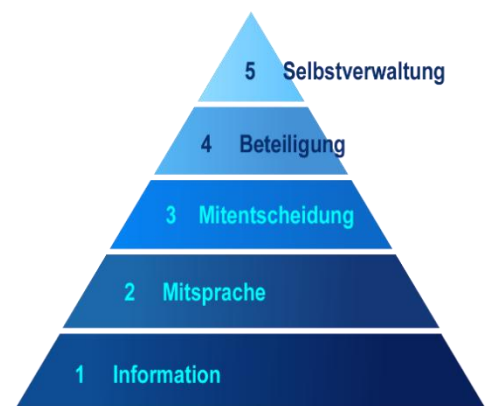 5 Selbstverwaltung
4 Beteiligung
3 Mitentscheidung
2 Mitsprache
1 Information